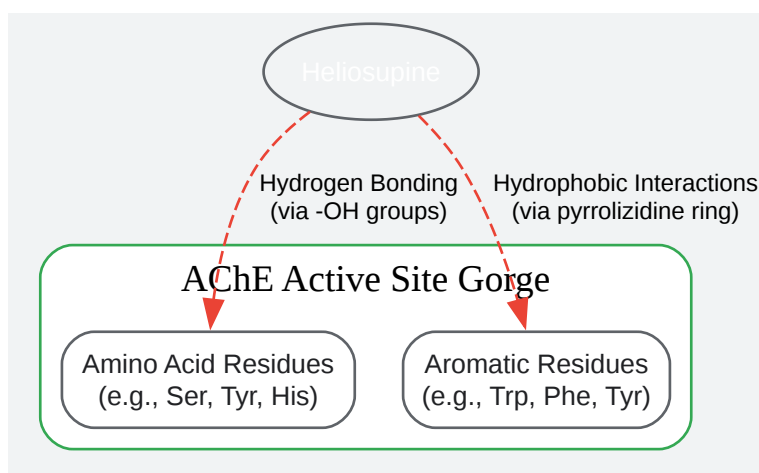 Heliosupine
Hydrogen Bonding
(via -OH groups)
Hydrophobic Interactions
(via pyrrolizidine ring)
AChE Active Site Gorge
Amino Acid Residues
(e.g., Ser, Tyr, His)
Aromatic Residues
(e.g., Trp, Phe, Tyr)